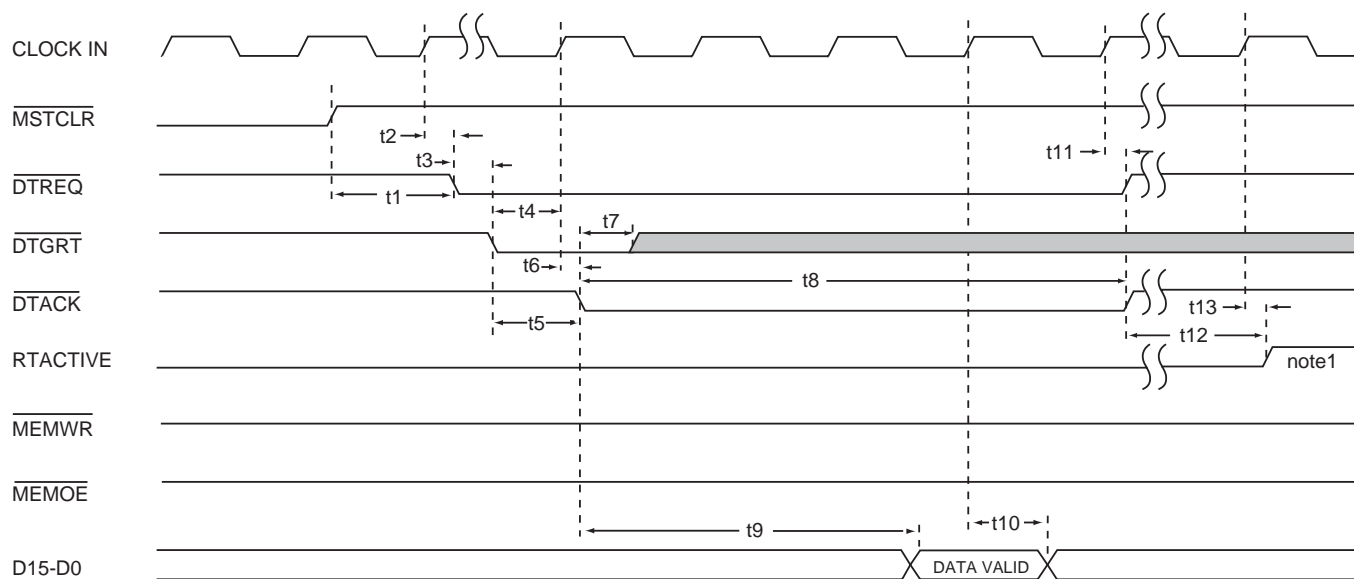 CLOCK IN
MSTCLR
t2
t3
t11
DTREQ
t1
t4
t7
DTGRT
t6
t8
DTACK
t13
t5
t12
RTACTIVE
note1
MEMWR
MEMOE
t9
t10
D15-D0
DATA VALID